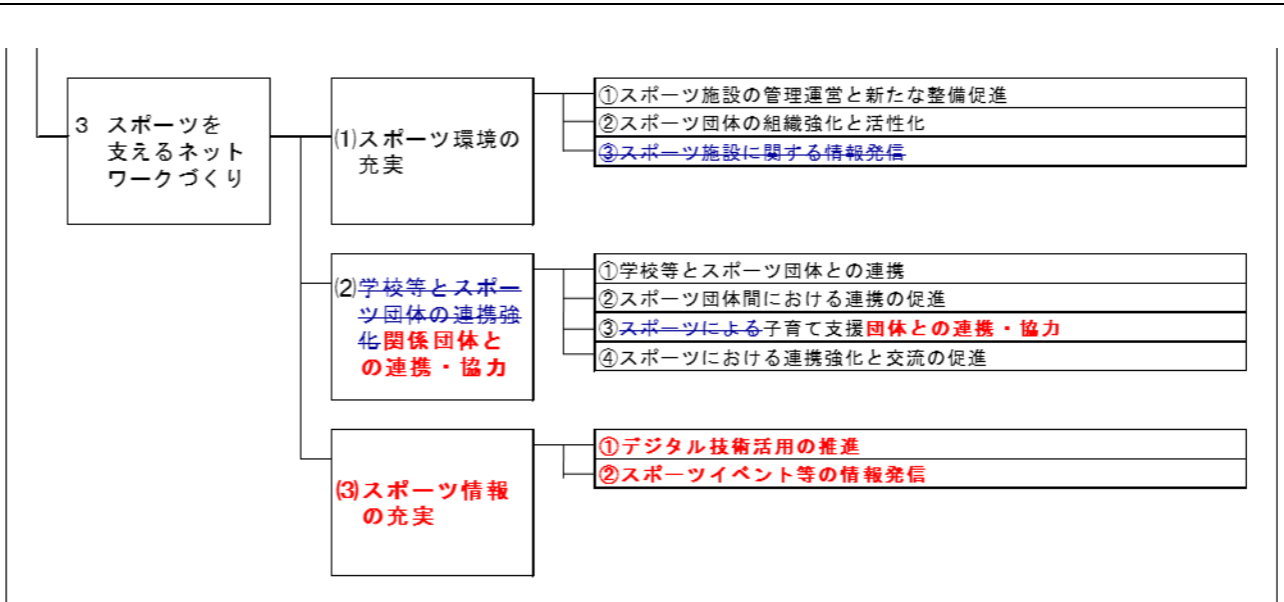 3 スポーツを
支えるネット
ワークづくり
⑴スポーツ環境の
充実
①スポーツ施設の管理運営と新たな整備促進
②スポーツ団体の組織強化と活性化
③スポーツ施設に関する情報発信
⑵学校等とスポー
ツ団体の連携強
化関係団体と
の連携・協力
①学校等とスポーツ団体との連携
②スポーツ団体間における連携の促進
③スポーツによる子育て支援団体との連携・協力
④スポーツにおける連携強化と交流の促進
⑶スポーツ情報
の充実
①デジタル技術活用の推進
②スポーツイベント等の情報発信